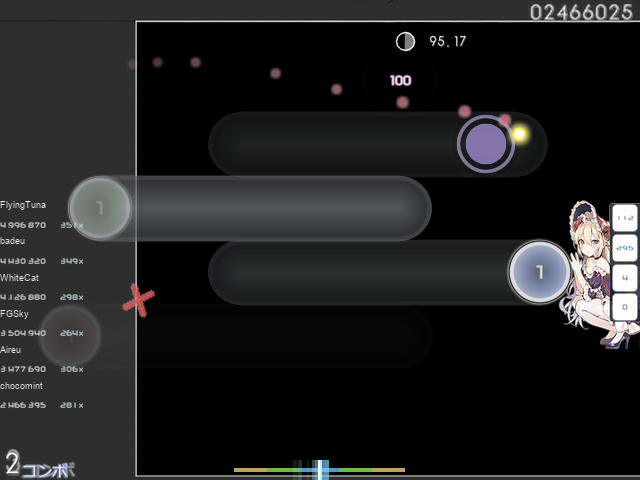 02466025
95,17
100
1
1
FlyingTuna
4 996 870 351x
badeu
4 430 320 349x
WhiteCat
4 126 880 298x
FGSky
3 504 940 264x
Aireu
3 477 690 306x
chocomint
2 466 395 281x
112
295
4
0
2コンボ